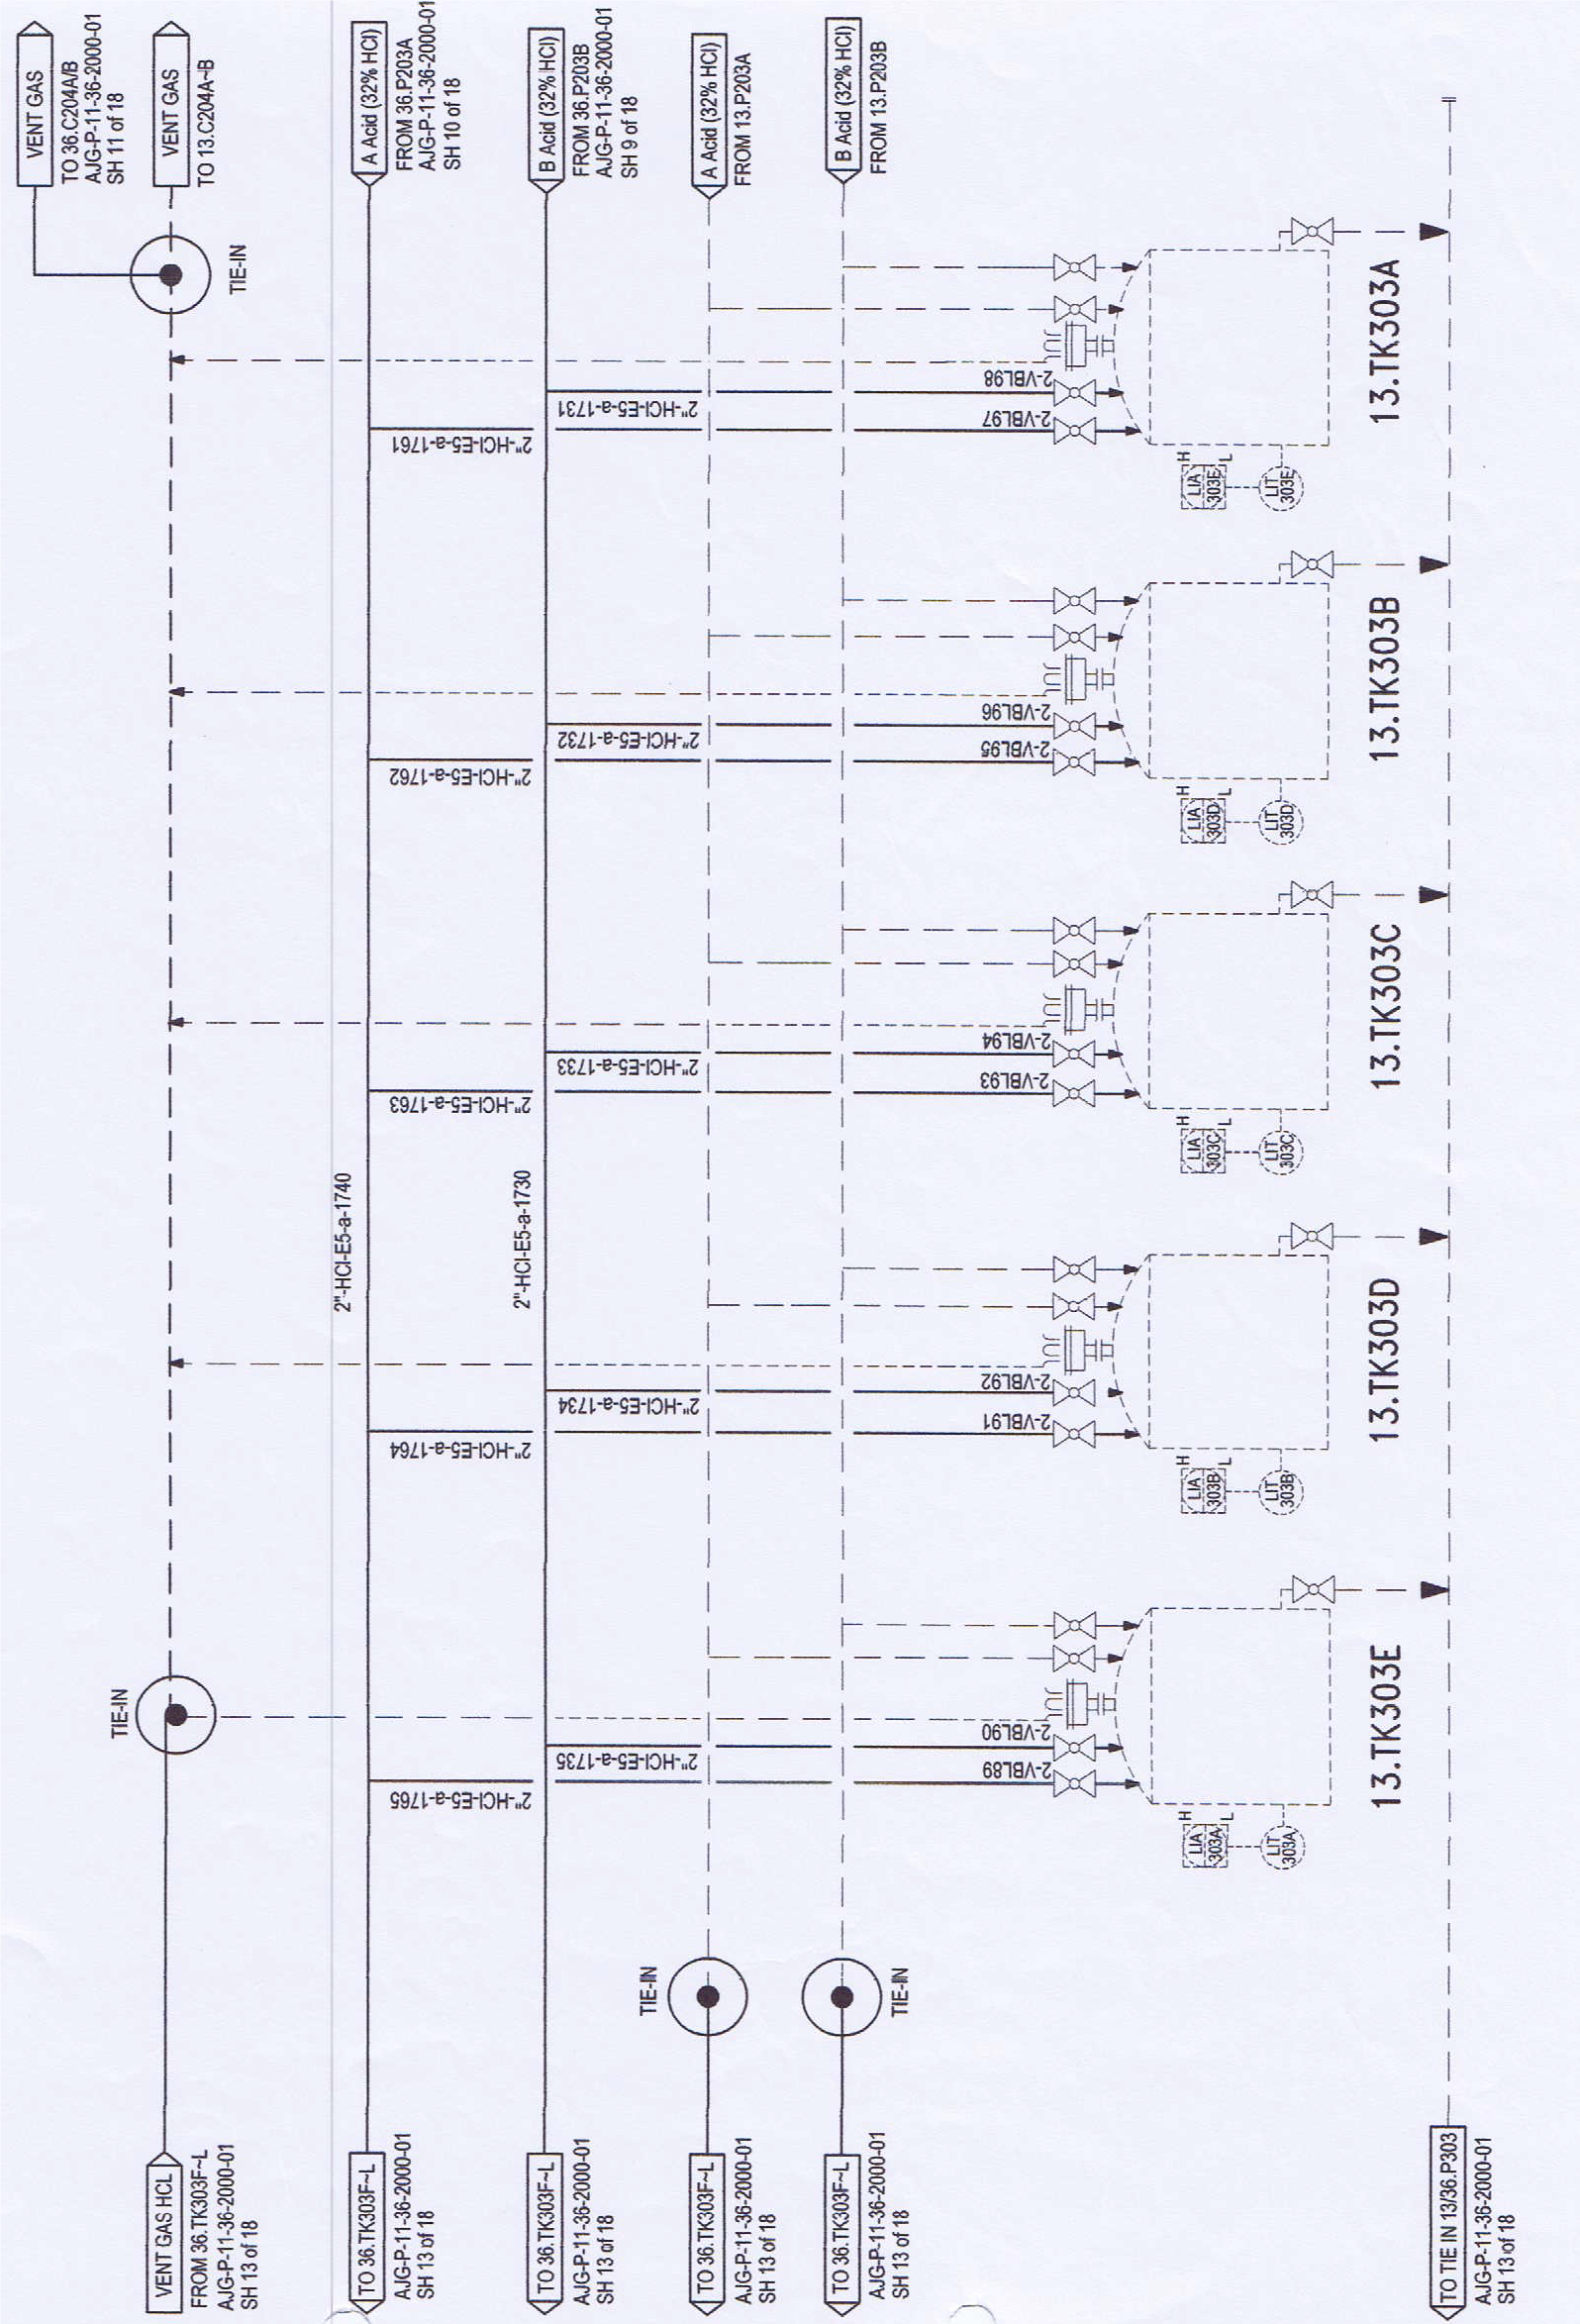 VENT GAS
TO 36.C204A/B
AJG-P-11-36-2000-01
SH 11 of 18
VENT GAS
TO 13.C204A~B
TIE-IN
TIE-IN
VENT GAS HCL
FROM 36.TK303F~L
AJG-P-11-36-2000-01
SH 13 of 18
A Acid (32% HCl)
FROM 36.P203A
AJG-P-11-36-2000-01
SH 10 of 18
2"-HCl-E5-a-1740
TO 36.TK303F~L
AJG-P-11-36-2000-01
SH 13 of 18
2"-HCl-E5-a-1765
2"-HCl-E5-a-1764
2"-HCl-E5-a-1763
2"-HCl-E5-a-1762
2"-HCl-E5-a-1761
B Acid (32% HCl)
FROM 36.P203B
AJG-P-11-36-2000-01
SH 9 of 18
2"-HCl-E5-a-1730
TO 36.TK303F~L
AJG-P-11-36-2000-01
SH 13 of 18
2"-HCl-E5-a-1735
2"-HCl-E5-a-1734
2"-HCl-E5-a-1733
2"-HCl-E5-a-1732
2"-HCl-E5-a-1731
A Acid (32% HCl)
FROM 13.P203A
TIE-IN
TO 36.TK303F~L
AJG-P-11-36-2000-01
SH 13 of 18
B Acid (32% HCl)
FROM 13.P203B
TIE-IN
TO 36.TK303F~L
AJG-P-11-36-2000-01
SH 13 of 18
2-VBL89
2-VBL90
2-VBL91
2-VBL92
2-VBL93
2-VBL94
2-VBL95
2-VBL96
2-VBL97
2-VBL98
H
LIA
303A
L
LIT
303A
H
LIA
303B
L
LIT
303B
H
LIA
303C
L
LIT
303C
H
LIA
303D
L
LIT
303D
H
LIA
303E
L
LIT
303E
13.TK303E
13.TK303D
13.TK303C
13.TK303B
13.TK303A
TO TIE IN 13/36.P303
AJG-P-11-36-2000-01
SH 13 of 18